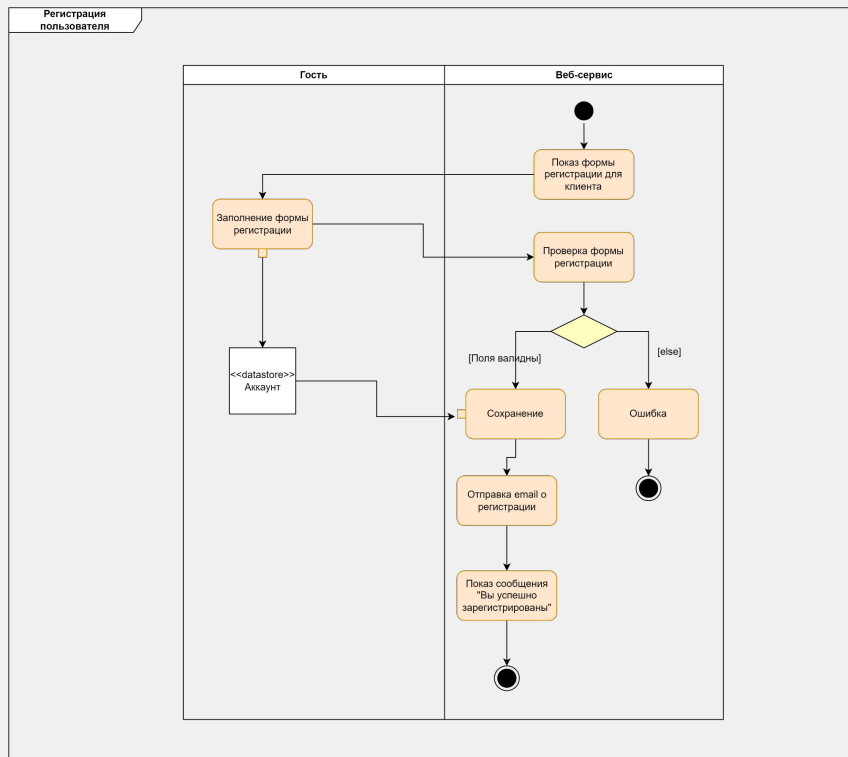 Регистрация
пользователя
Гость
Веб-сервис
Показ формы
регистрации для
клиента
Заполнение формы
регистрации
Проверка формы
регистрации
[Поля валидны]
[else]
<<datastore>>
Аккаунт
Сохранение
Ошибка
Отправка email о
регистрации
Показ сообщения
"Вы успешно
зарегистрированы"